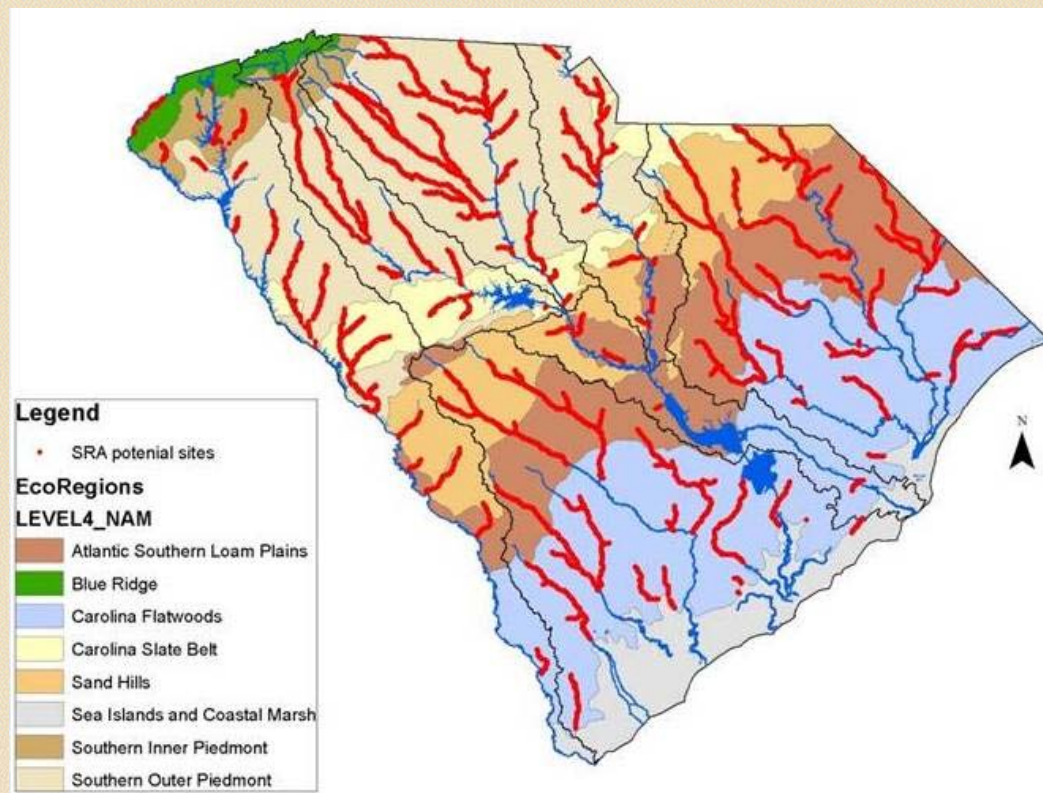 Legend
SRA potenial sites
EcoRegions
LEVEL4_NAM
Atlantic Southern Loam Plains
Blue Ridge
Carolina Flatwoods
Carolina Slate Belt
Sand Hills
Sea Islands and Coastal Marsh
Southern Inner Piedmont
Southern Outer Piedmont
N